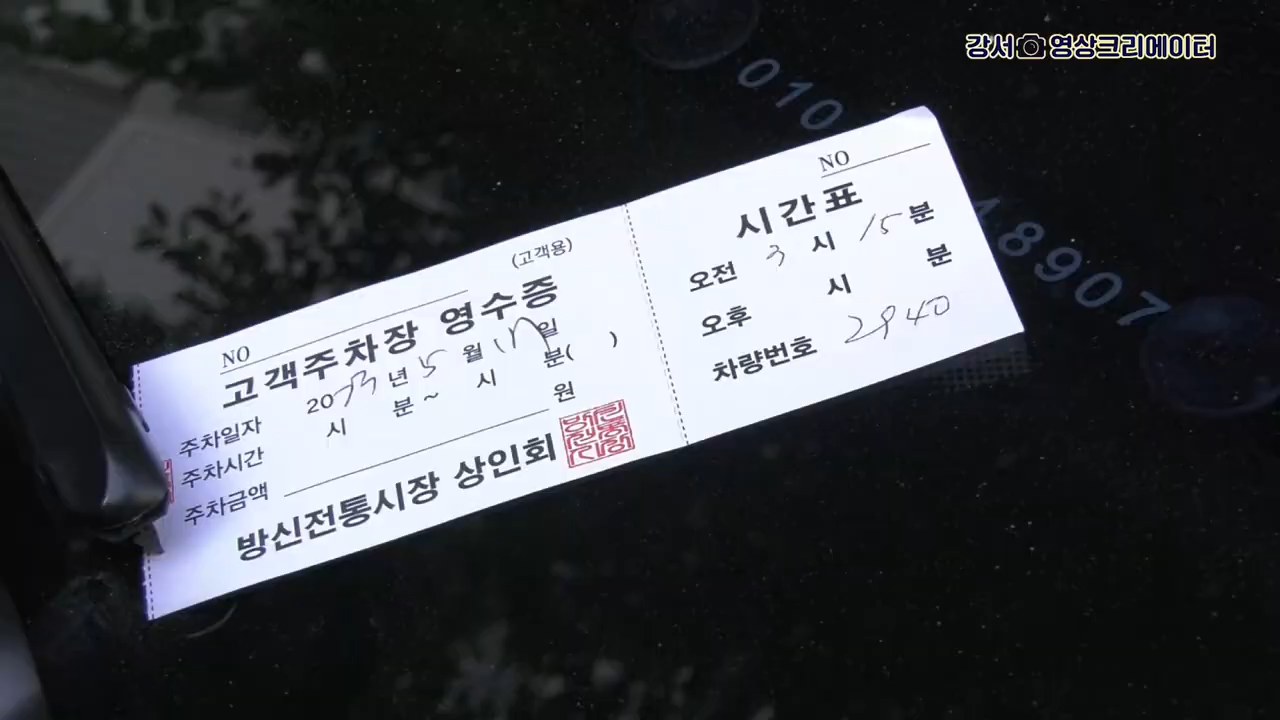 강서 영상크리에이터
010
8907
(고객용)
NO
고객주차장 영수증
주차일자 2023년 5월 17일
주차시간 시 분~ 시 분( )
주차금액 원
방신전통시장 상인회
NO
시간표
오전 3시 15분
오후 시 분
차량번호 2940